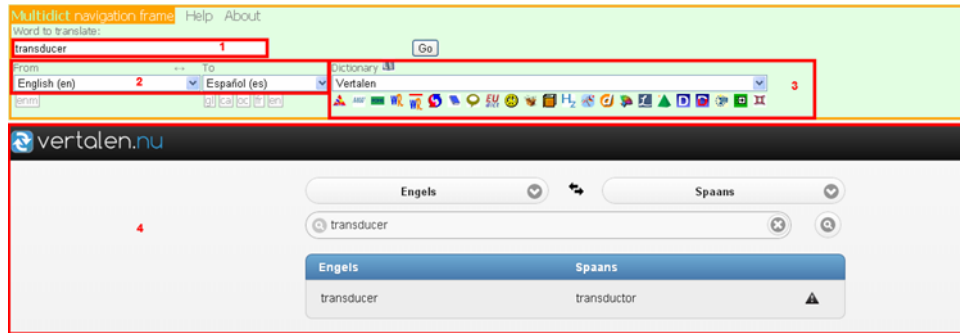 Multidict navigation frame Help About
Word to translate:
transducer 1 Go
From ↔ To Dictionary
English (en) 2 Español (es) Vertalen 3
enm gl ca oc fr en
vertalen.nu
Engels Spaans
4 transducer
Engels Spaans
transducer transductor